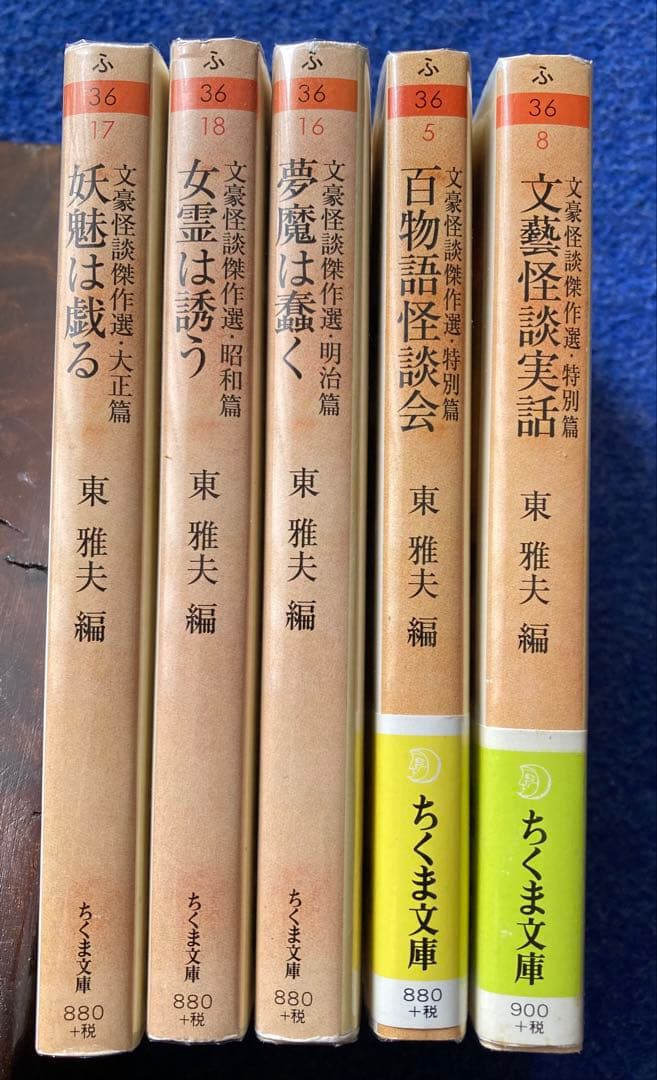 ふ
36
17
文豪怪談傑作選・大正篇
妖魅は戯る
東 雅夫 編
ちくま文庫
880
+税
ふ
36
18
文豪怪談傑作選・昭和篇
女霊は誘う
東 雅夫 編
ちくま文庫
880
+税
ふ
36
16
文豪怪談傑作選・明治篇
夢魔は蠢く
東 雅夫 編
ちくま文庫
880
+税
ふ
36
5
文豪怪談傑作選・特別篇
百物語怪談会
東 雅夫 編
ちくま文庫
880
+税
ふ
36
8
文豪怪談傑作選・特別篇
文藝怪談実話
東 雅夫 編
ちくま文庫
900
+税